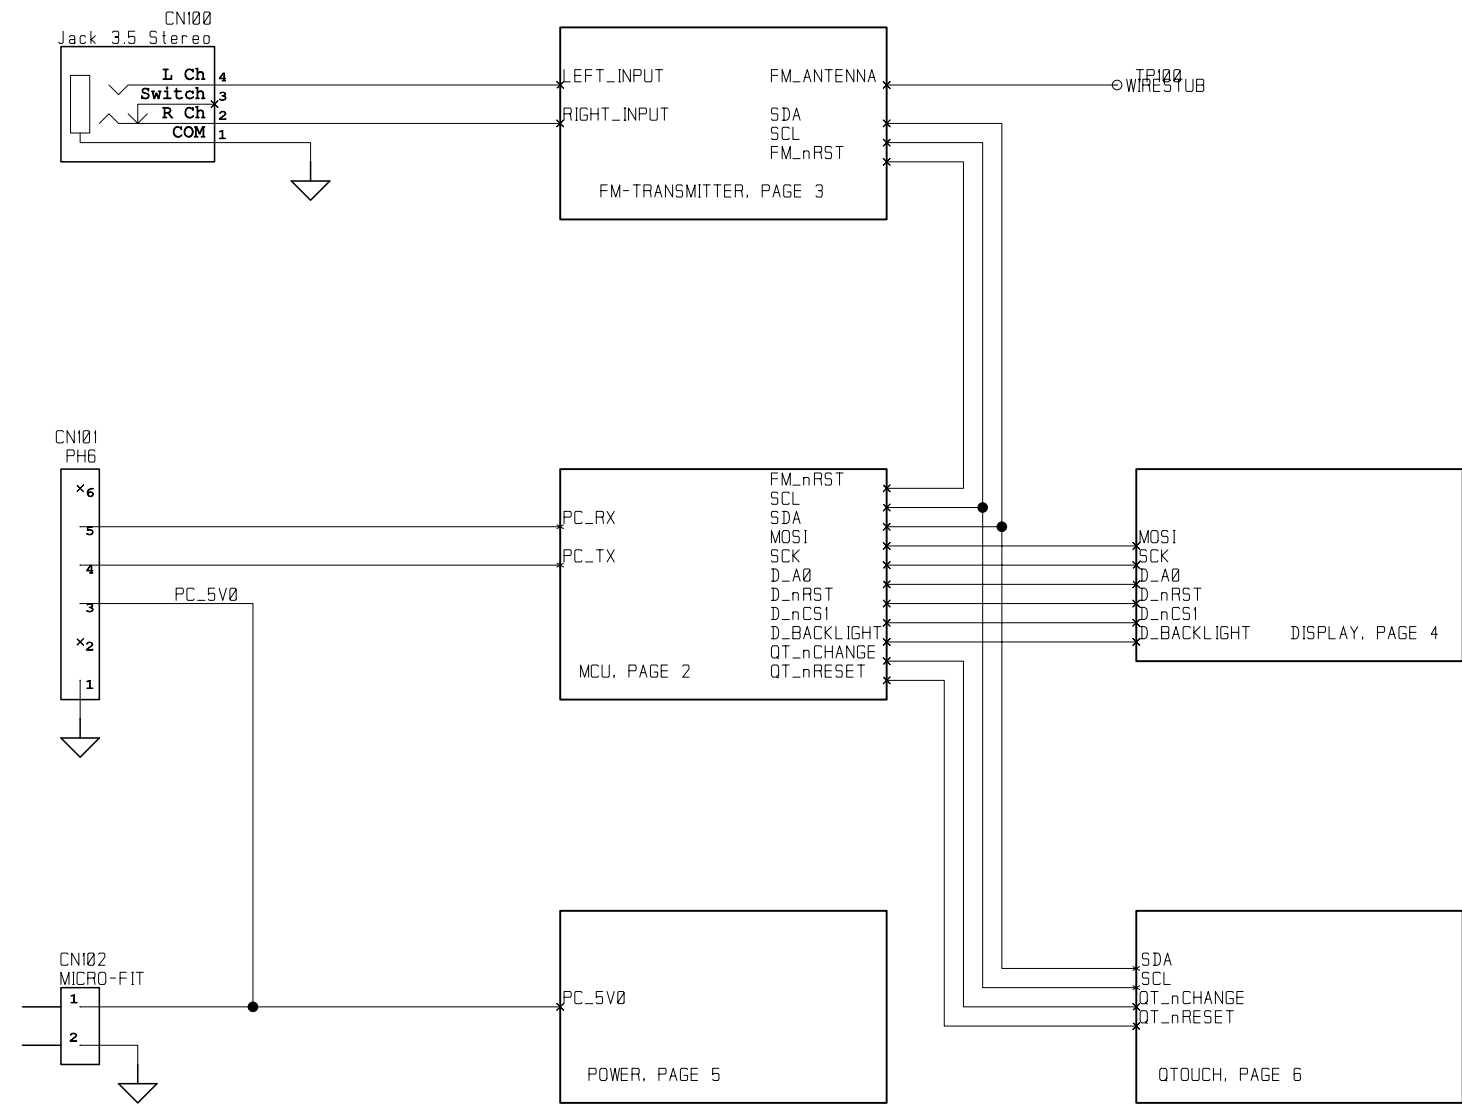 CN100
Jack 3.5 Stereo
L Ch 4
Switch 3
R Ch 2
COM 1
LEFT_INPUT
RIGHT_INPUT
FM_ANTENNA
SDA
SCL
FM_nRST
FM-TRANSMITTER, PAGE 3
TP100
WIRESTUB
CN101
PH6
6
5
4
3
2
1
PC_5V0
PC_RX
PC_TX
MCU, PAGE 2
FM_nRST
SCL
SDA
MOSI
SCK
D_A0
D_nRST
D_nCS1
D_BACKLIGHT
QT_nCHANGE
QT_nRESET
MOSI
SCK
D_A0
D_nRST
D_nCS1
D_BACKLIGHT
DISPLAY, PAGE 4
CN102
MICRO-FIT
1
2
PC_5V0
POWER, PAGE 5
SDA
SCL
QT_nCHANGE
QT_nRESET
QTOUCH, PAGE 6